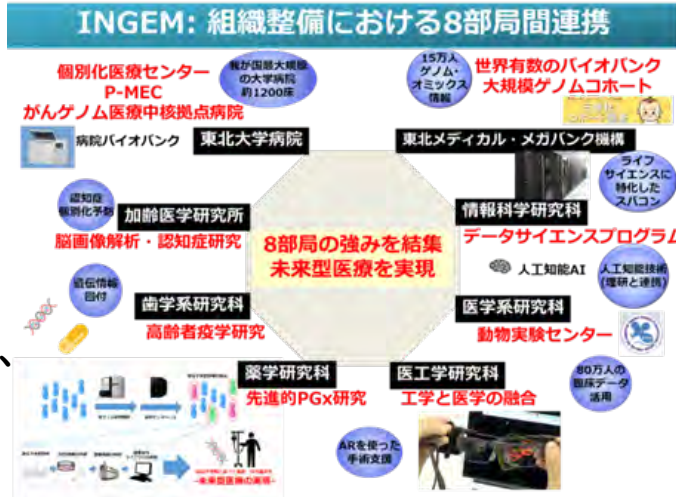 INGEM: 組織整備における8部局間連携
個別化医療センター
P-MEC
がんゲノム医療中核拠点病院
我が国最大規模
の大学病院
約1200床
15万人
ゲノム・
オミックス
情報
世界有数のバイオバンク
大規模ゲノムコホート
病院バイオバンク
東北大学病院
東北メディカル・メガバンク機構
ライフ
サイエンスに
特化した
スパコン
認知症
個別化予防
加齢医学研究所
脳画像解析・認知症研究
情報科学研究科
データサイエンスプログラム
8部局の強みを結集
未来型医療を実現
人工知能AI
人工知能技術
(理研と連携)
遺伝情報
回付
歯学系研究科
高齢者疫学研究
医学系研究科
動物実験センター
薬学研究科
先進的PGx研究
医工学研究科
工学と医学の融合
80万人の
臨床データ
活用
ARを使った
手術支援
-未来型医療の実現-